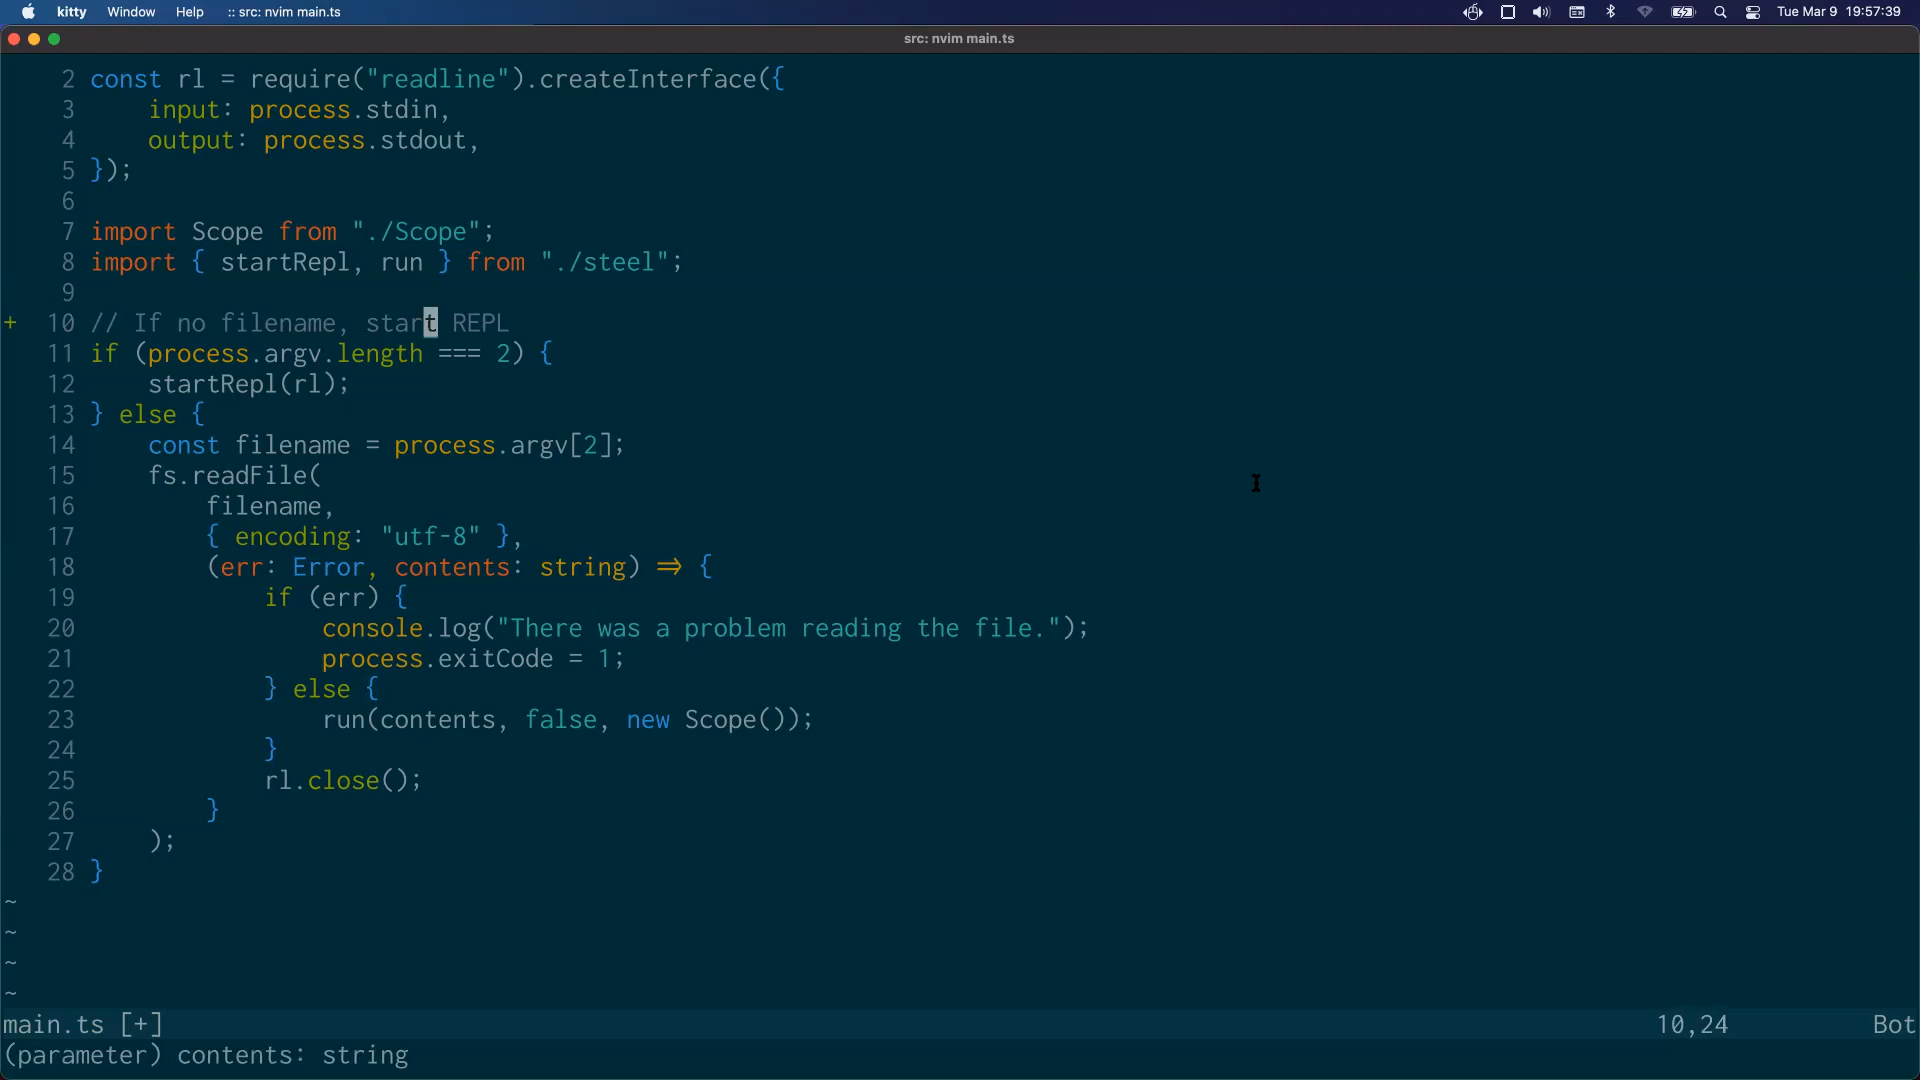 kitty Window Help :: src: nvim main.ts Tue Mar 9 19:57:39
src: nvim main.ts
2 const rl = require("readline").createInterface({
3 input: process.stdin,
4 output: process.stdout,
5 });
6
7 import Scope from "./Scope";
8 import { startRepl, run } from "./steel";
9
+ 10 // If no filename, start REPL
11 if (process.argv.length === 2) {
12 startRepl(rl);
13 } else {
14 const filename = process.argv[2];
15 fs.readFile(
16 filename,
17 { encoding: "utf-8" },
18 (err: Error, contents: string) => {
19 if (err) {
20 console.log("There was a problem reading the file.");
21 process.exitCode = 1;
22 } else {
23 run(contents, false, new Scope());
24 }
25 rl.close();
26 }
27 );
28 }
~
~
~
~
main.ts [+] 10,24 Bot
(parameter) contents: string